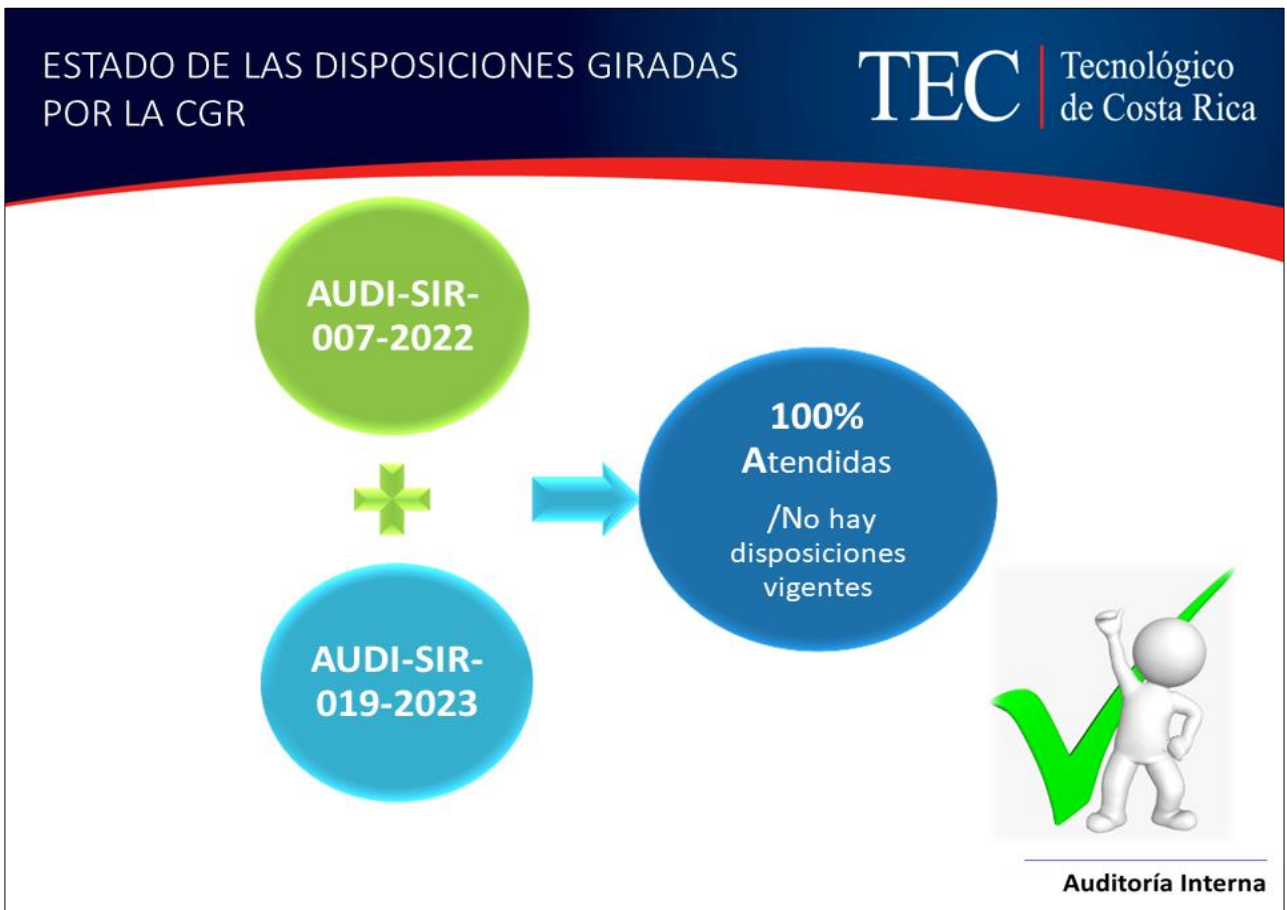 ESTADO DE LAS DISPOSICIONES GIRADAS
POR LA CGR
TEC
Tecnológico
de Costa Rica
AUDI-SIR-
007-2022
AUDI-SIR-
019-2023
100%
Atendidas
/No hay
disposiciones
vigentes
Auditoría Interna